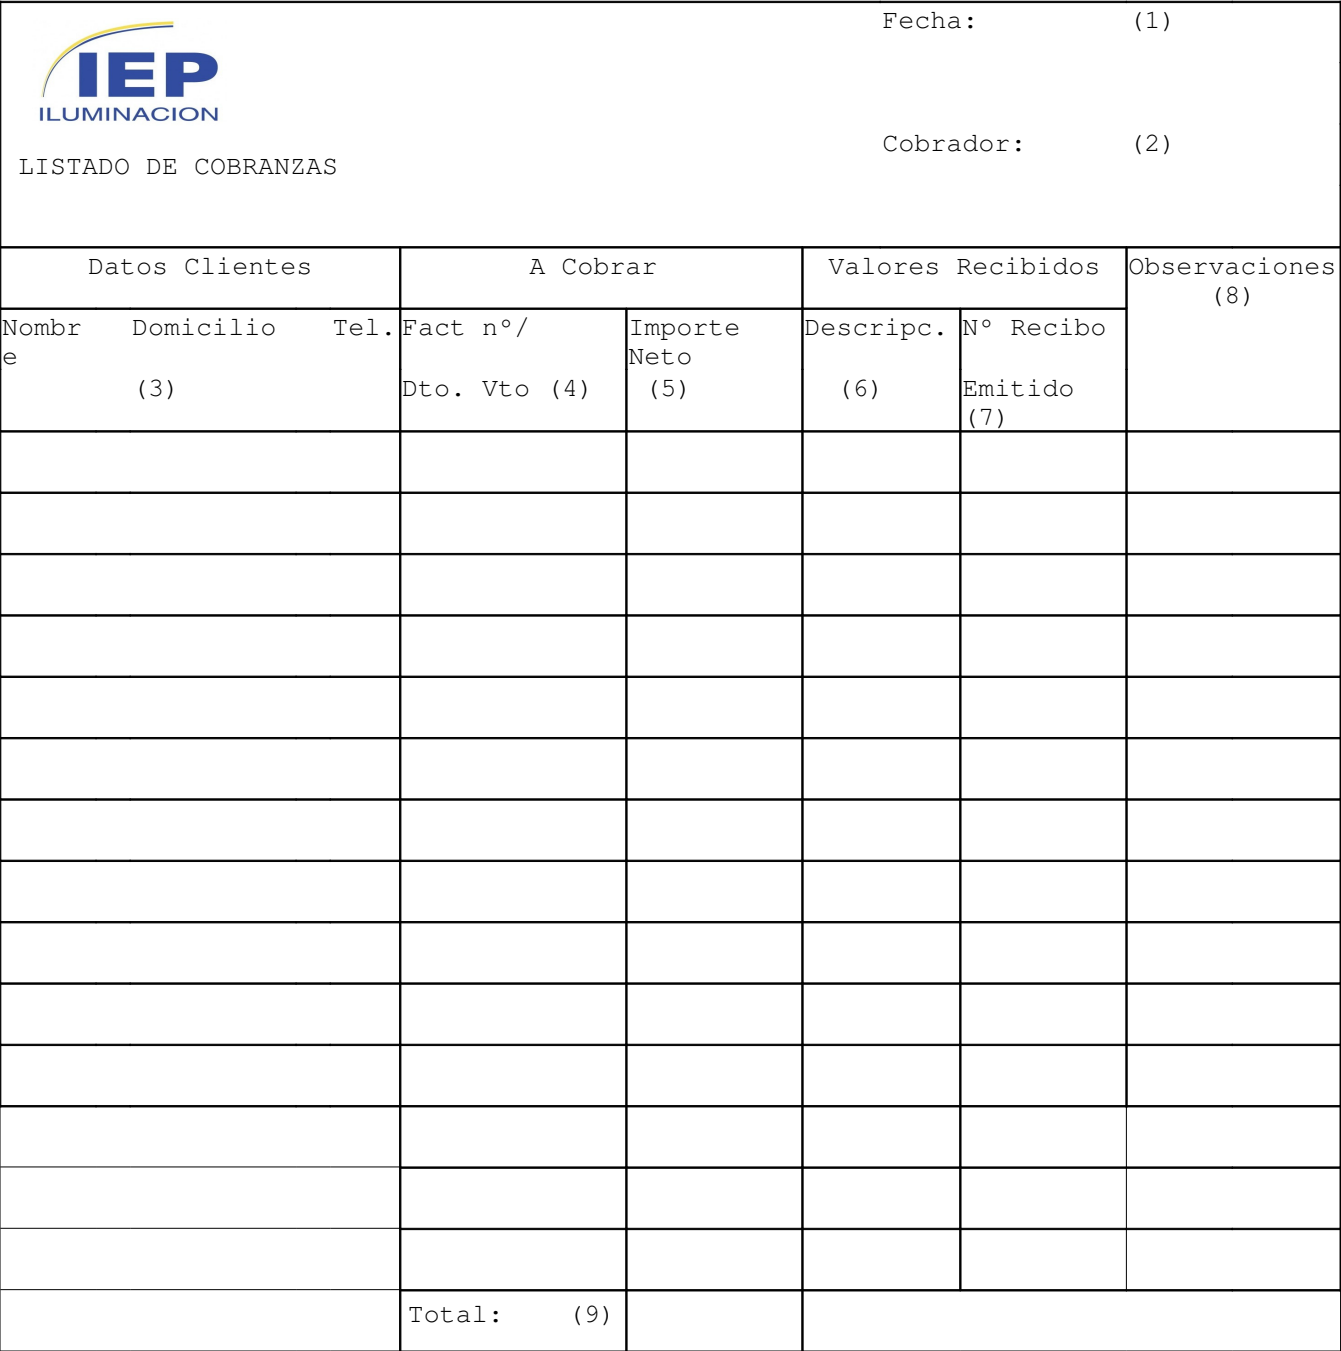 Fecha: (1)
IEP
ILUMINACION
Cobrador: (2)
LISTADO DE COBRANZAS
Datos Clientes A Cobrar Valores Recibidos Observaciones
(8)
Nombr Domicilio Tel. Fact nº/ Importe Descripc. Nº Recibo
e Neto
(3) Dto. Vto (4) (5) (6) Emitido
(7)
Total: (9)